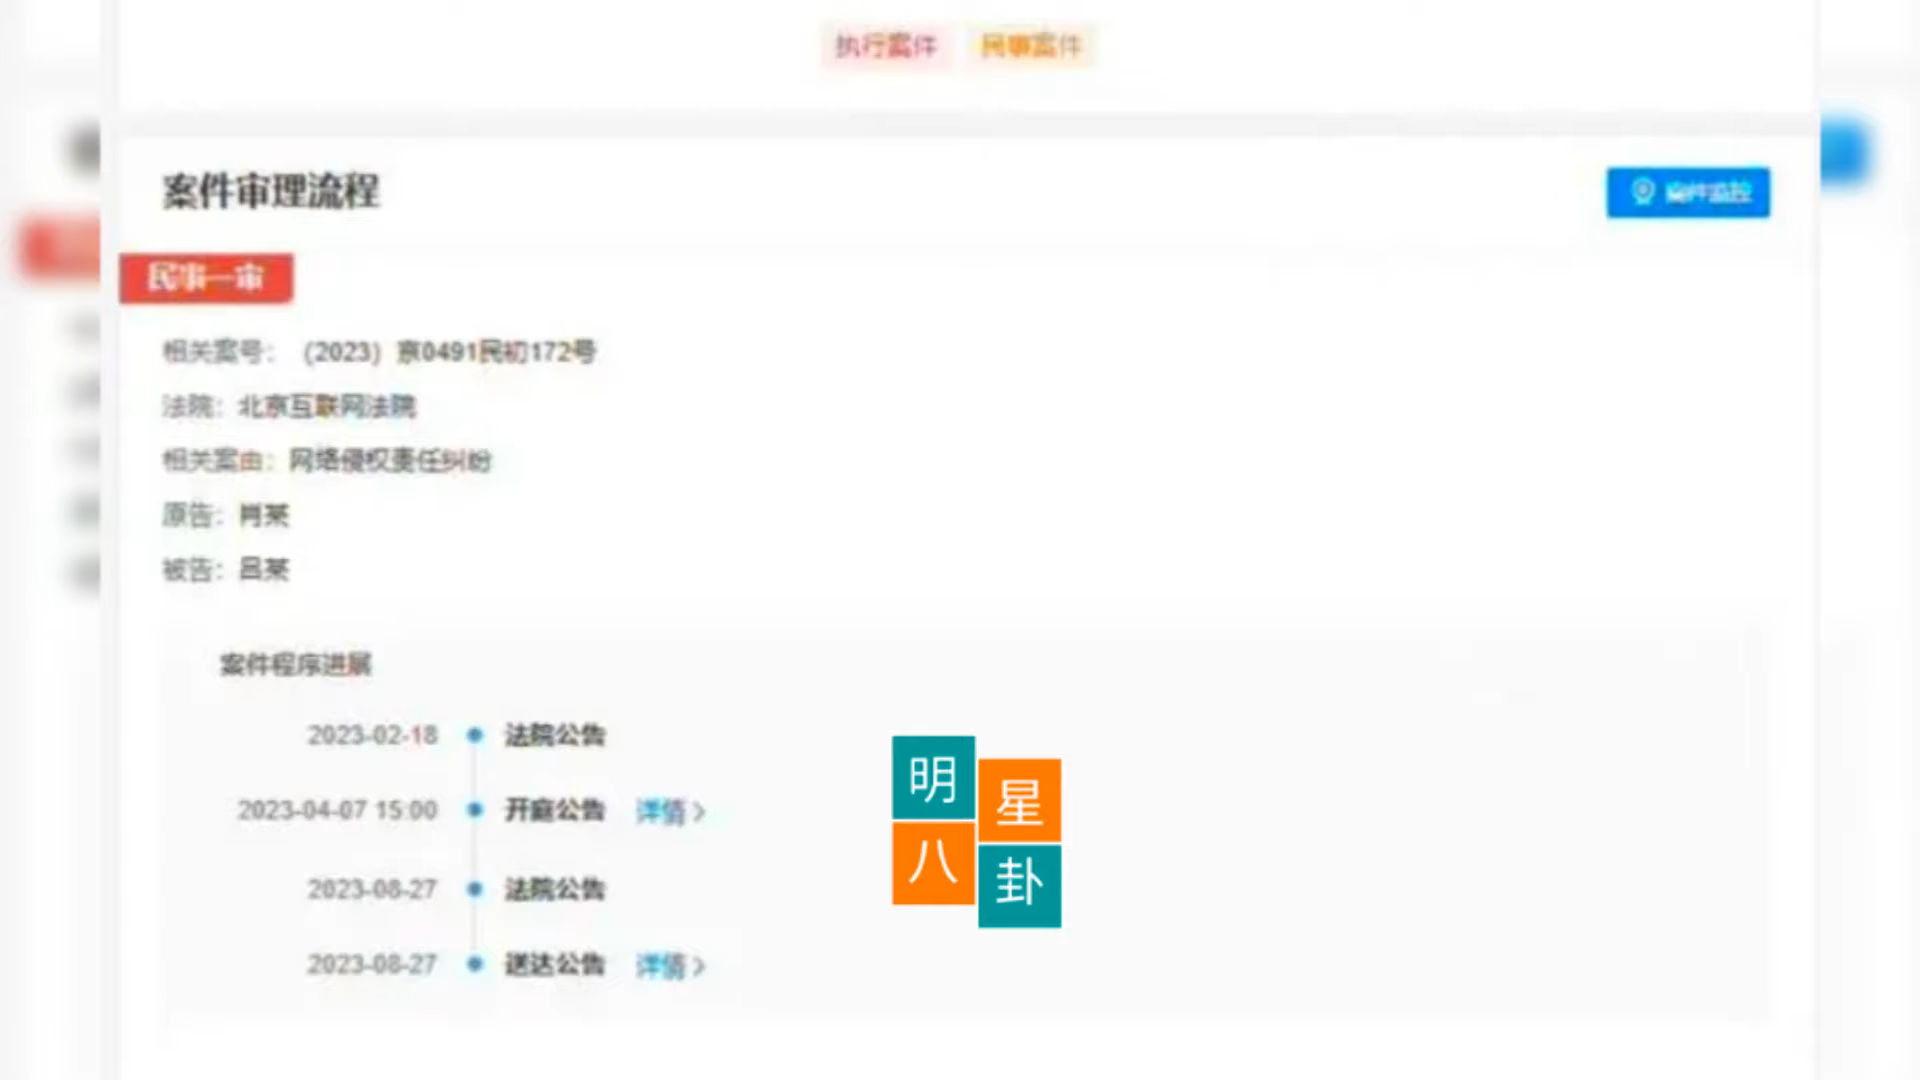 执行案件 民事案件
案件审理流程
案件监控
民事一审
相关案号：（2023）京0491民初172号
法院：北京互联网法院
相关案由：网络侵权责任纠纷
原告：肖某
被告：吕某
案件程序进展
2023-02-18 法院公告
2023-04-07 15:00 开庭公告 详情 >
2023-08-27 法院公告
2023-08-27 送达公告 详情 >
明星
八卦